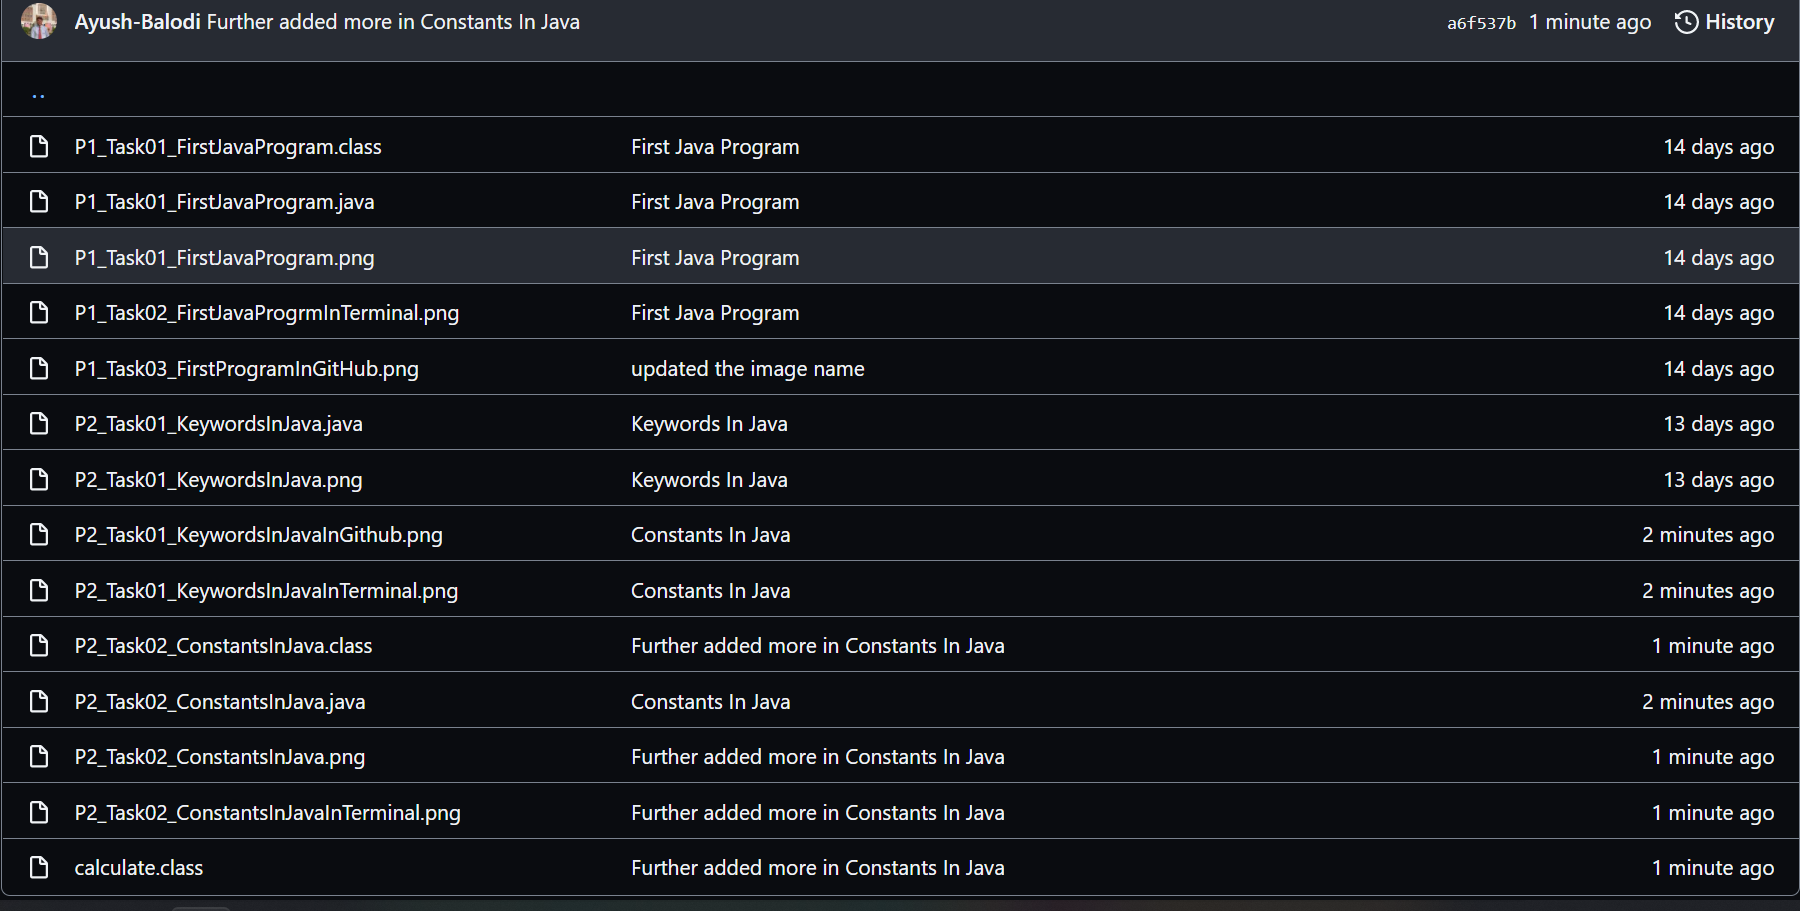 Ayush-Balodi Further added more in Constants In Java a6f537b 1 minute ago History
..
P1_Task01_FirstJavaProgram.class First Java Program 14 days ago
P1_Task01_FirstJavaProgram.java First Java Program 14 days ago
P1_Task01_FirstJavaProgram.png First Java Program 14 days ago
P1_Task02_FirstJavaProgrmInTerminal.png First Java Program 14 days ago
P1_Task03_FirstProgramInGitHub.png updated the image name 14 days ago
P2_Task01_KeywordsInJava.java Keywords In Java 13 days ago
P2_Task01_KeywordsInJava.png Keywords In Java 13 days ago
P2_Task01_KeywordsInJavaInGithub.png Constants In Java 2 minutes ago
P2_Task01_KeywordsInJavaInTerminal.png Constants In Java 2 minutes ago
P2_Task02_ConstantsInJava.class Further added more in Constants In Java 1 minute ago
P2_Task02_ConstantsInJava.java Constants In Java 2 minutes ago
P2_Task02_ConstantsInJava.png Further added more in Constants In Java 1 minute ago
P2_Task02_ConstantsInJavaInTerminal.png Further added more in Constants In Java 1 minute ago
calculate.class Further added more in Constants In Java 1 minute ago